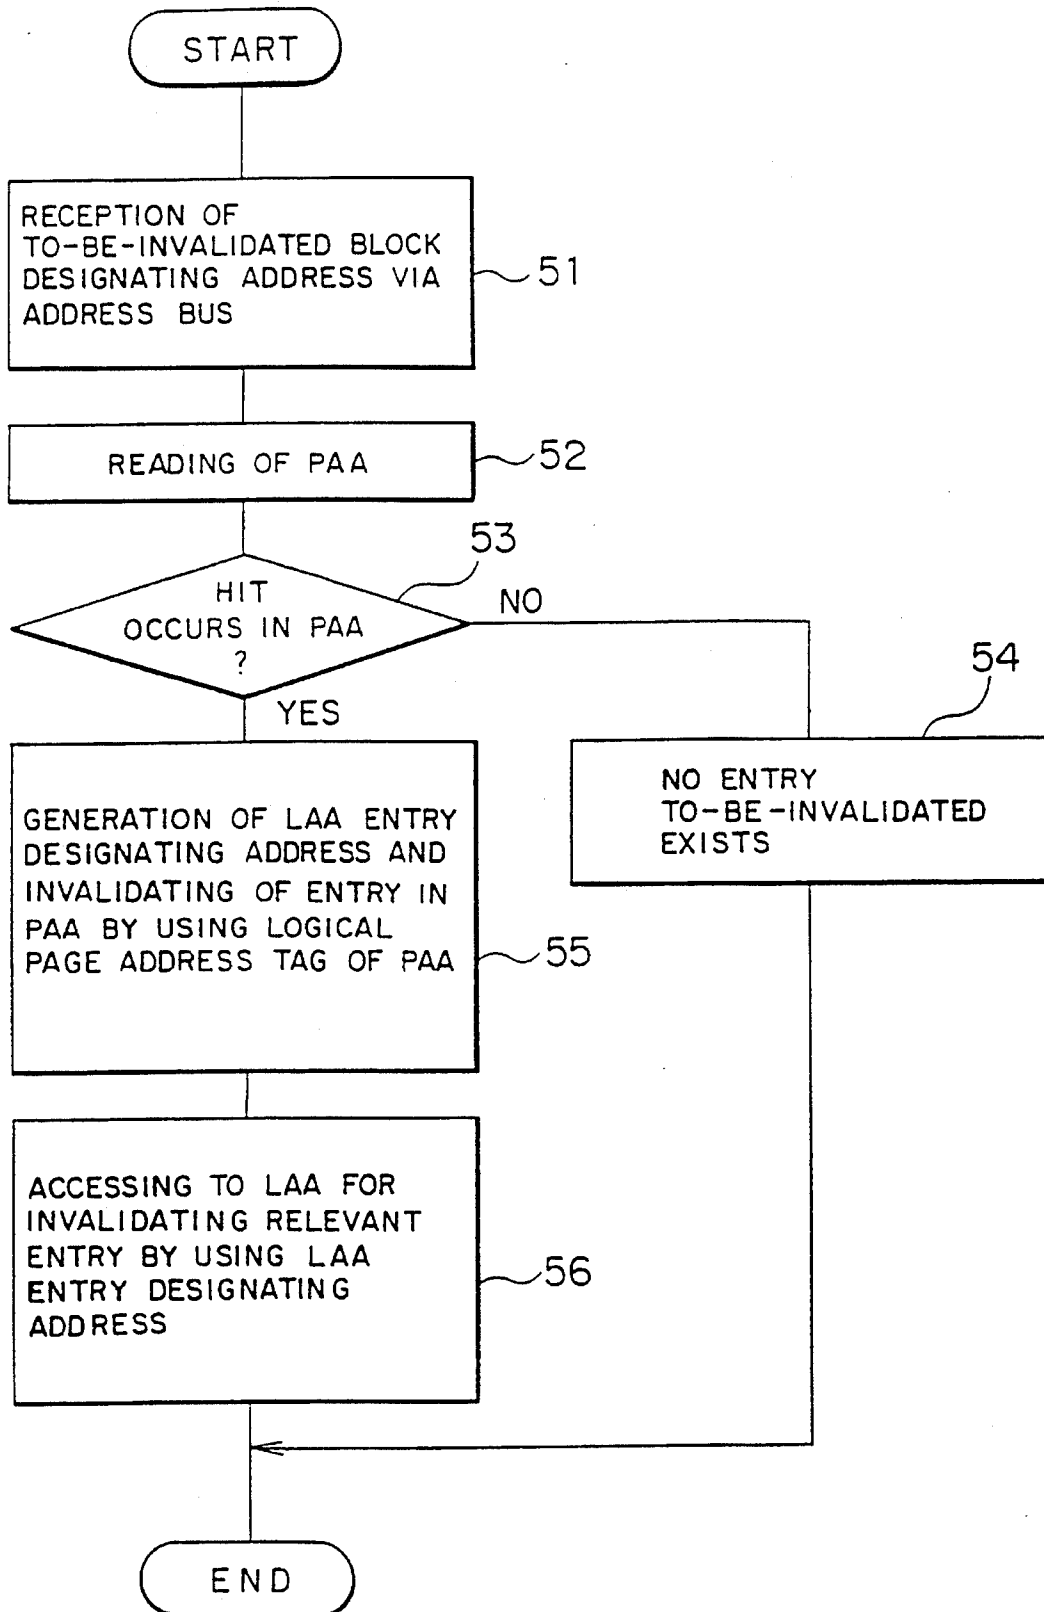 START
RECEPTION OF
TO-BE-INVALIDATED BLOCK
DESIGNATING ADDRESS VIA
ADDRESS BUS
51
READING OF PAA
52
53
HIT
OCCURS IN PAA
?
NO
YES
54
NO ENTRY
TO-BE-INVALIDATED
EXISTS
GENERATION OF LAA ENTRY
DESIGNATING ADDRESS AND
INVALIDATING OF ENTRY IN
PAA BY USING LOGICAL
PAGE ADDRESS TAG OF PAA
55
ACCESSING TO LAA FOR
INVALIDATING RELEVANT
ENTRY BY USING LAA
ENTRY DESIGNATING
ADDRESS
56
END